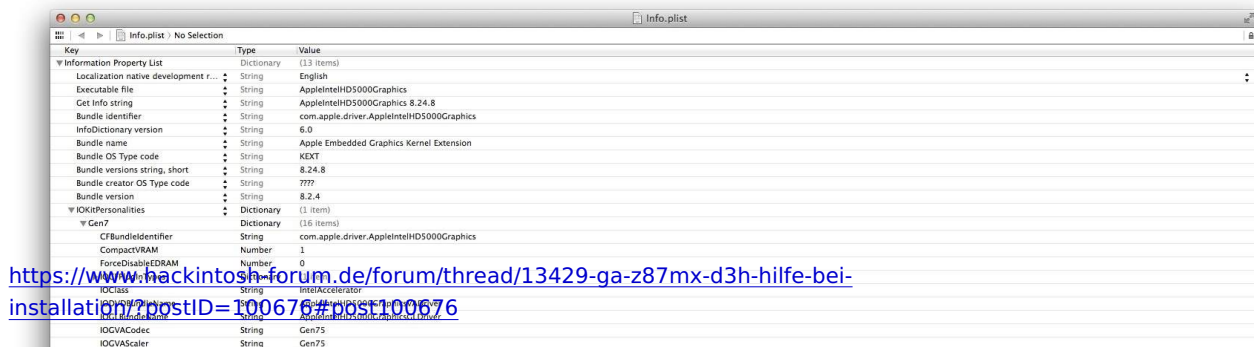 Info.plist
Info.plist › No Selection
Key Type Value
Information Property List Dictionary (13 items)
Localization native development r... String English
Executable file String AppleIntelHD5000Graphics
Get Info string String AppleIntelHD5000Graphics 8.24.8
Bundle identifier String com.apple.driver.AppleIntelHD5000Graphics
InfoDictionary version String 6.0
Bundle name String Apple Embedded Graphics Kernel Extension
Bundle OS Type code String KEXT
Bundle versions string, short String 8.24.8
Bundle creator OS Type code String ????
Bundle version String 8.2.4
IOKitPersonalities Dictionary (1 item)
Gen7 Dictionary (16 items)
CFBundleIdentifier String com.apple.driver.AppleIntelHD5000Graphics
CompactVRAM Number 1
ForceDisableEDRAM Number 0
https://www.hackintosh-forum.de/forum/thread/13429-ga-z87mx-d3h-hilfe-bei-
IOClass String IntelAccelerator
installation/?postID=100676#post100676
IOGVACodec String Gen75
IOGVAScaler String Gen75